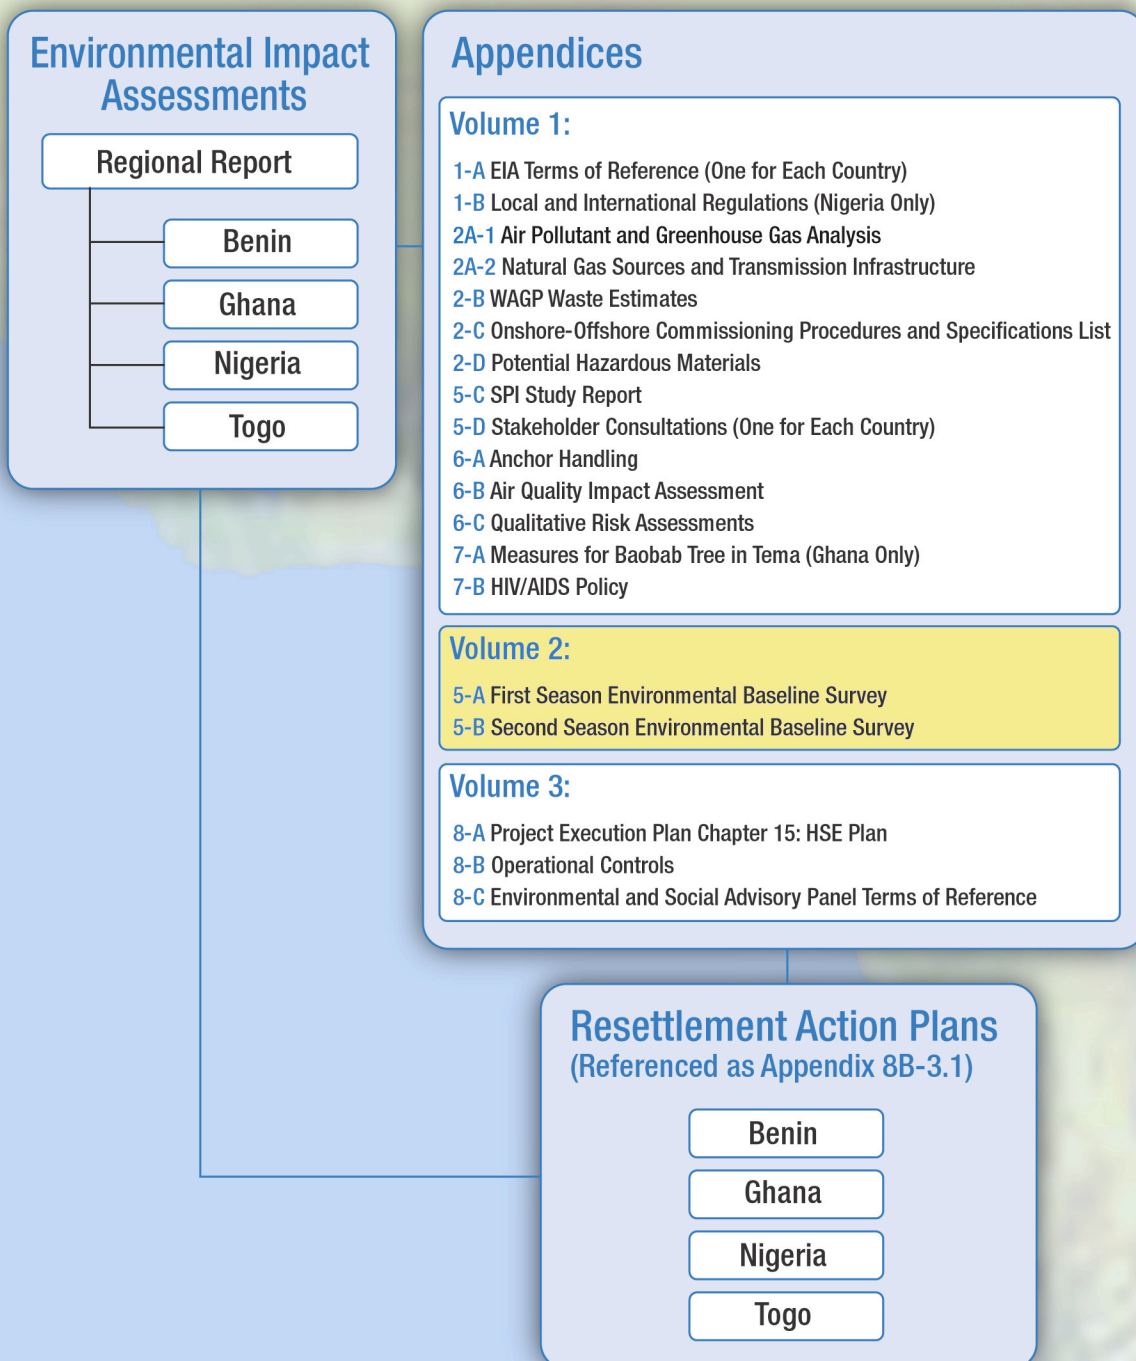 Environmental Impact
Assessments
Regional Report
Benin
Ghana
Nigeria
Togo
Appendices
Volume 1:
1-A EIA Terms of Reference (One for Each Country)
1-B Local and International Regulations (Nigeria Only)
2A-1 Air Pollutant and Greenhouse Gas Analysis
2A-2 Natural Gas Sources and Transmission Infrastructure
2-B WAGP Waste Estimates
2-C Onshore-Offshore Commissioning Procedures and Specifications List
2-D Potential Hazardous Materials
5-C SPI Study Report
5-D Stakeholder Consultations (One for Each Country)
6-A Anchor Handling
6-B Air Quality Impact Assessment
6-C Qualitative Risk Assessments
7-A Measures for Baobab Tree in Tema (Ghana Only)
7-B HIV/AIDS Policy
Volume 2:
5-A First Season Environmental Baseline Survey
5-B Second Season Environmental Baseline Survey
Volume 3:
8-A Project Execution Plan Chapter 15: HSE Plan
8-B Operational Controls
8-C Environmental and Social Advisory Panel Terms of Reference
Resettlement Action Plans
(Referenced as Appendix 8B-3.1)
Benin
Ghana
Nigeria
Togo